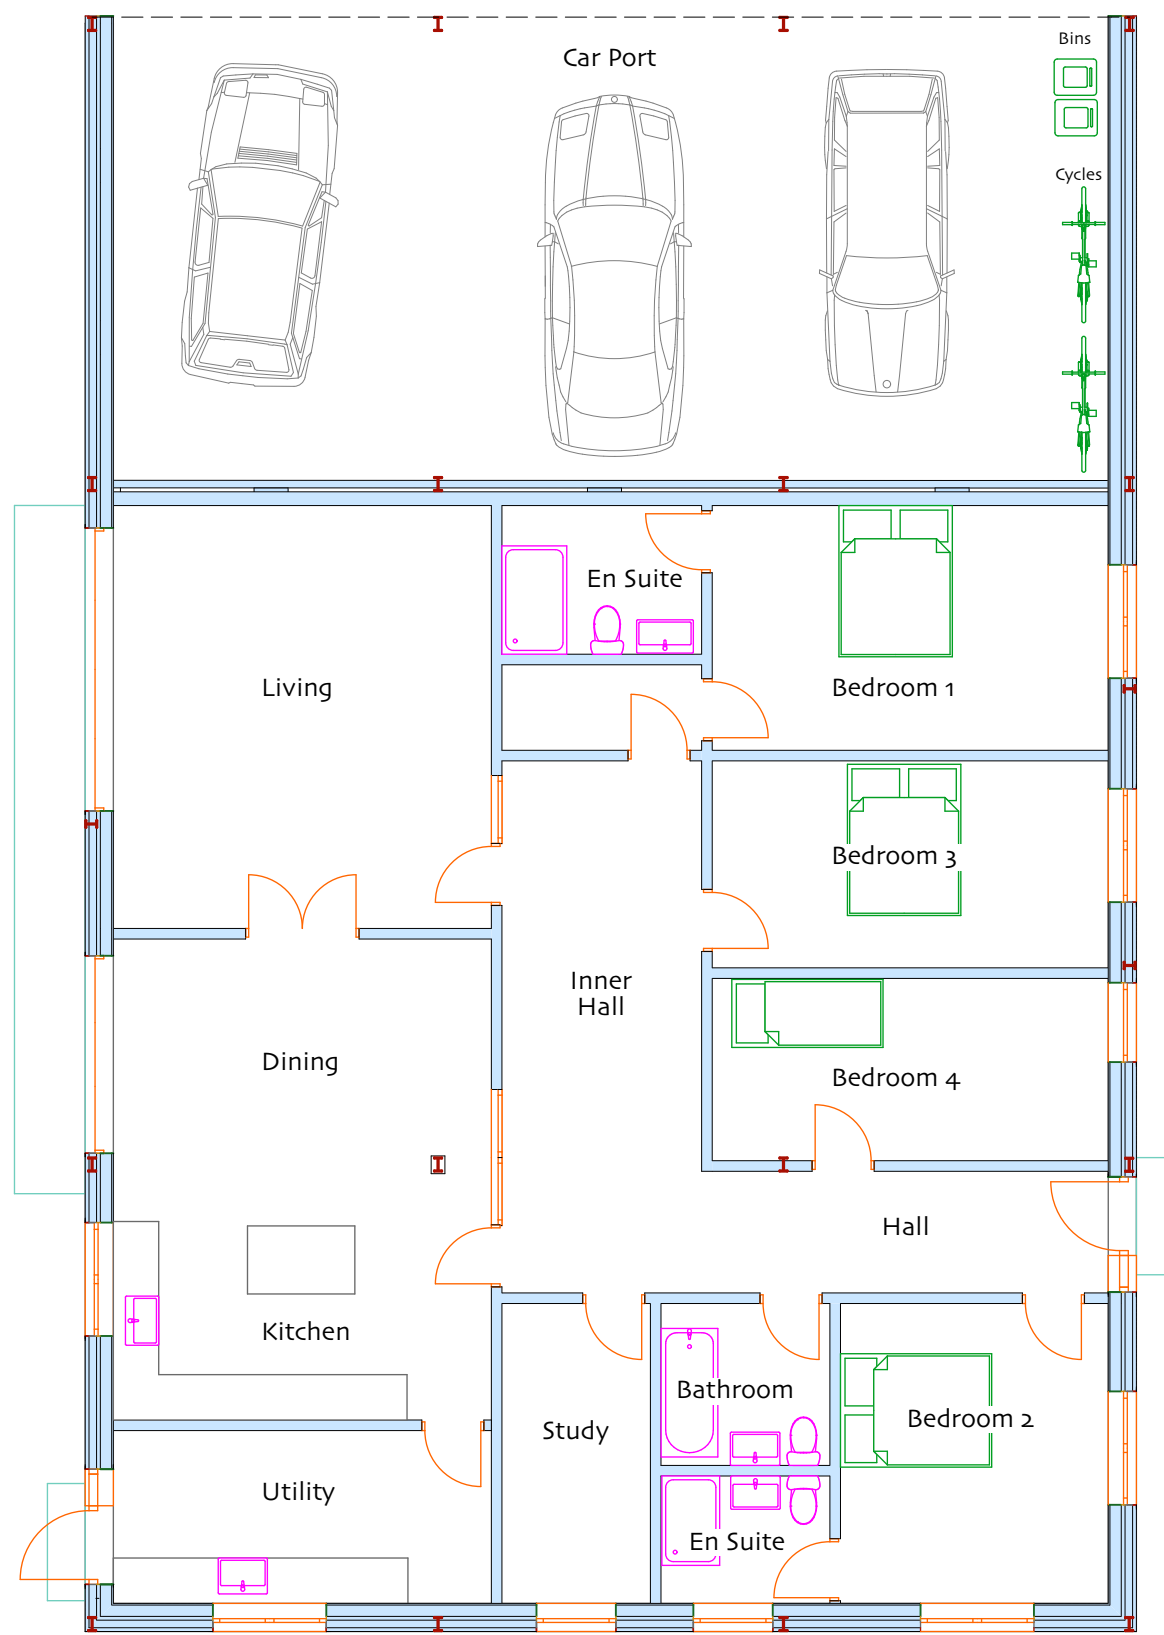 Car Port
Bins
Cycles
En Suite
Living
Bedroom 1
Bedroom 3
Inner
Hall
Dining
Bedroom 4
Hall
Kitchen
Bathroom
Bedroom 2
Study
Utility
En Suite